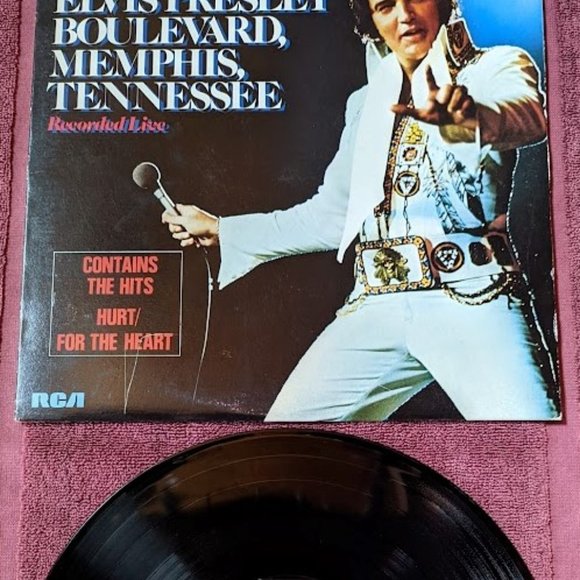 ELVIS PRESLEY
BOULEVARD,
MEMPHIS,
TENNESSEE
Recorded Live
CONTAINS
THE HITS
HURT/
FOR THE HEART
RCA